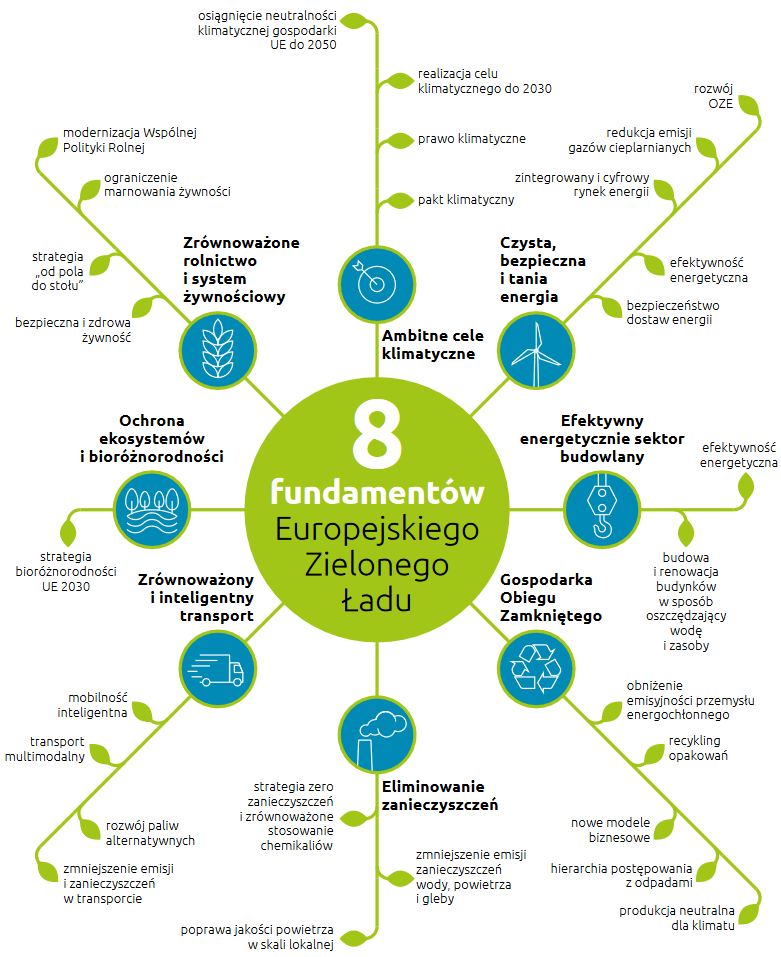 8
fundamentów
Europejskiego
Zielonego
Ładu
Ambitne cele
klimatyczne
osiągnięcie neutralności
klimatycznej gospodarki
UE do 2050
realizacja celu
klimatycznego do 2030
prawo klimatyczne
pakt klimatyczny
Czysta,
bezpieczna
i tania
energia
rozwój
OZE
redukcja emisji
gazów cieplarnianych
zintegrowany i cyfrowy
rynek energii
efektywność
energetyczna
bezpieczeństwo
dostaw energii
Efektywny
energetycznie sektor
budowlany
efektywność
energetyczna
budowa
i renowacja
budynków
w sposób
oszczędzający
wodę
i zasoby
Gospodarka
Obiegu
Zamkniętego
obniżenie
emisyjności przemysłu
energochłonnego
recykling
opakowań
nowe modele
biznesowe
hierarchia postępowania
z odpadami
produkcja neutralna
dla klimatu
Eliminowanie
zanieczyszczeń
strategia zero
zanieczyszczeń
i zrównoważone
stosowanie
chemikaliów
zmniejszenie emisji
zanieczyszczeń
wody, powietrza
i gleby
poprawa jakości powietrza
w skali lokalnej
Zrównoważony
i inteligentny
transport
mobilność
inteligentna
transport
multimodalny
rozwój paliw
alternatywnych
zmniejszenie emisji
i zanieczyszczeń
w transporcie
Ochrona
ekosystemów
i bioróżnorodności
strategia
bioróżnorodności
UE 2030
Zrównoważone
rolnictwo
i system
żywnościowy
modernizacja Wspólnej
Polityki Rolnej
ograniczenie
marnowania żywności
strategia
„od pola
do stołu”
bezpieczna i zdrowa
żywność